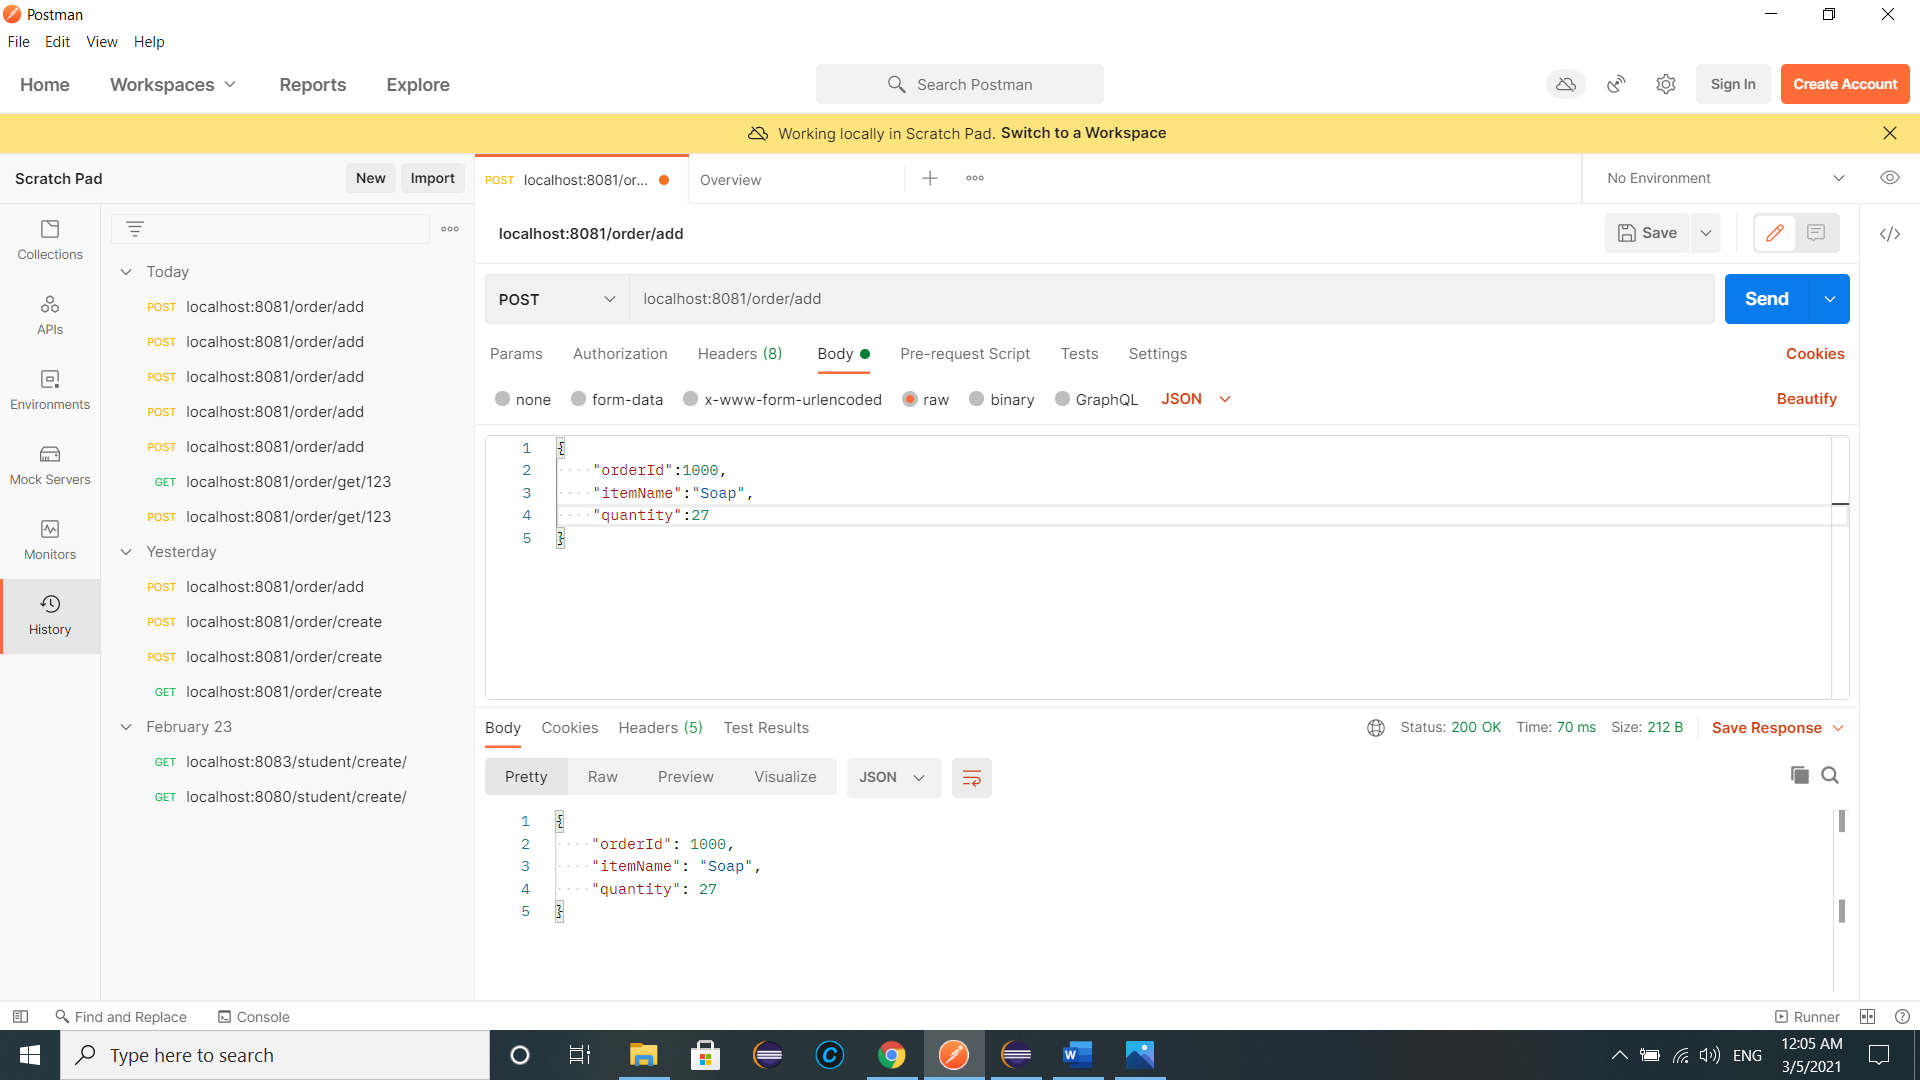 Postman
File Edit View Help
Home Workspaces Reports Explore Search Postman Sign In Create Account
Working locally in Scratch Pad. Switch to a Workspace
Scratch Pad New Import POST localhost:8081/or... Overview No Environment
localhost:8081/order/add Save
Collections
Today
POST localhost:8081/order/add
POST localhost:8081/order/add
POST localhost:8081/order/add
POST localhost:8081/order/add
POST localhost:8081/order/add
GET localhost:8081/order/get/123
GET localhost:8081/order/get/123
Yesterday
POST localhost:8081/order/add
POST localhost:8081/order/create
POST localhost:8081/order/create
GET localhost:8081/order/create
February 23
GET localhost:8083/student/create/
GET localhost:8080/student/create/
APIs
Environments
Mock Servers
Monitors
History
POST localhost:8081/order/add Send
Params Authorization Headers (8) Body Pre-request Script Tests Settings Cookies
none form-data x-www-form-urlencoded raw binary GraphQL JSON Beautify
1 {
2 "orderId":1000,
3 "itemName":"Soap",
4 "quantity":27
5 }
Body Cookies Headers (5) Test Results Status: 200 OK Time: 70 ms Size: 212 B Save Response
Pretty Raw Preview Visualize JSON
1 {
2 "orderId": 1000,
3 "itemName": "Soap",
4 "quantity": 27
5 }
Find and Replace Console Runner
Type here to search ENG 12:05 AM
3/5/2021